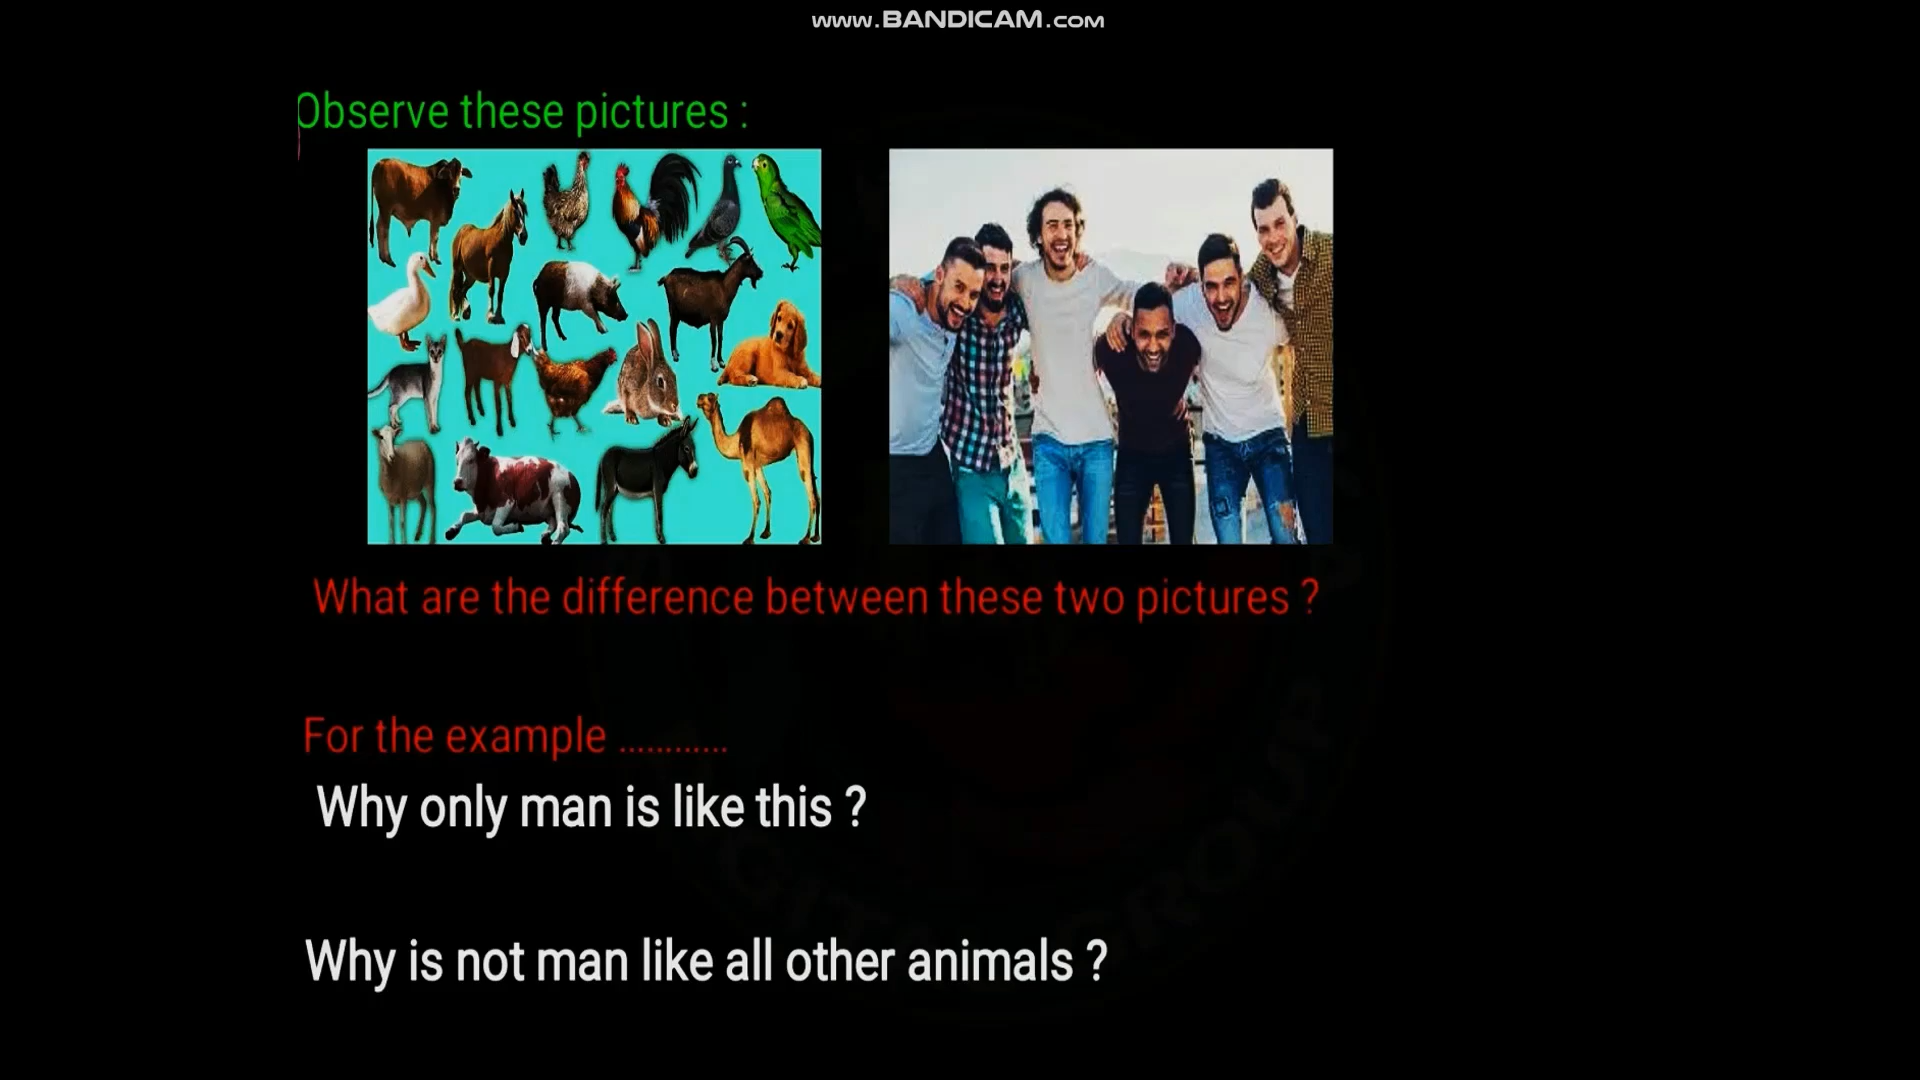 www.BANDICAM.com
Observe these pictures :
What are the difference between these two pictures ?
For the example ............
Why only man is like this ?
Why is not man like all other animals ?